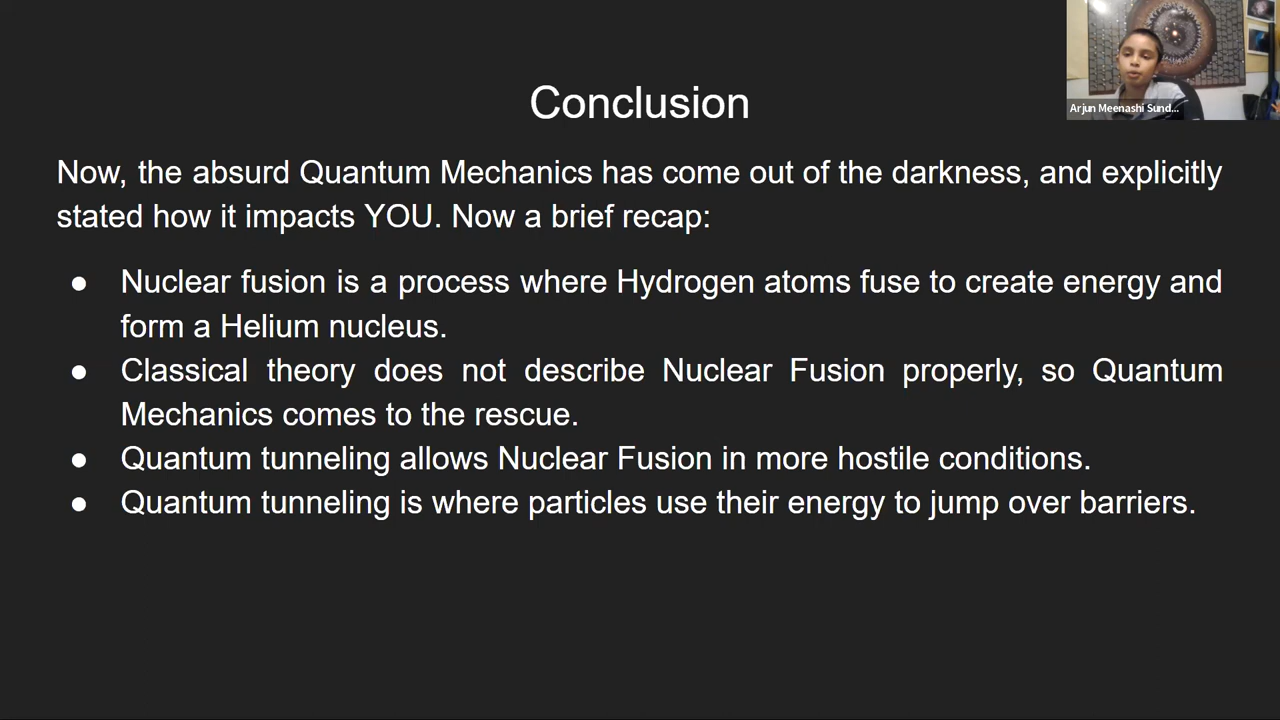 Conclusion
Arjun Meenashi Sund...
Now, the absurd Quantum Mechanics has come out of the darkness, and explicitly
stated how it impacts YOU. Now a brief recap:
● Nuclear fusion is a process where Hydrogen atoms fuse to create energy and
form a Helium nucleus.
● Classical theory does not describe Nuclear Fusion properly, so Quantum
Mechanics comes to the rescue.
● Quantum tunneling allows Nuclear Fusion in more hostile conditions.
● Quantum tunneling is where particles use their energy to jump over barriers.